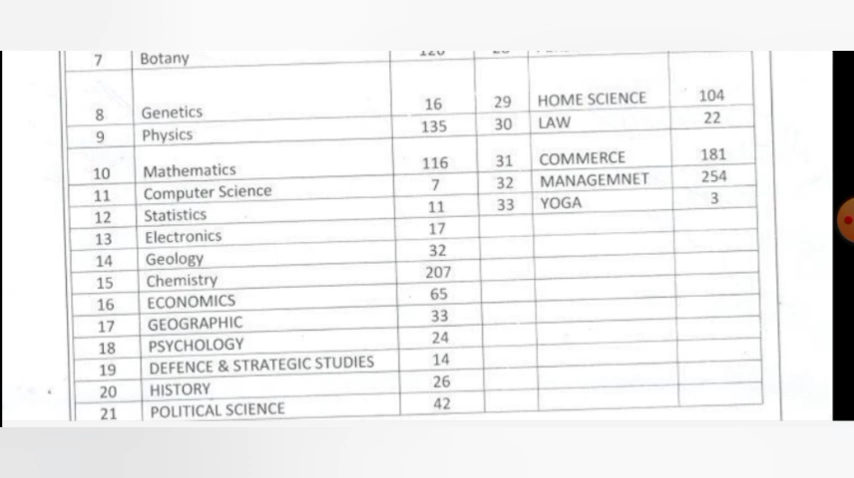 7 Botany
8 Genetics 16 29 HOME SCIENCE 104
9 Physics 135 30 LAW 22
10 Mathematics 116 31 COMMERCE 181
11 Computer Science 7 32 MANAGEMNET 254
12 Statistics 11 33 YOGA 3
13 Electronics 17
14 Geology 32
15 Chemistry 207
16 ECONOMICS 65
17 GEOGRAPHIC 33
18 PSYCHOLOGY 24
19 DEFENCE & STRATEGIC STUDIES 14
20 HISTORY 26
21 POLITICAL SCIENCE 42